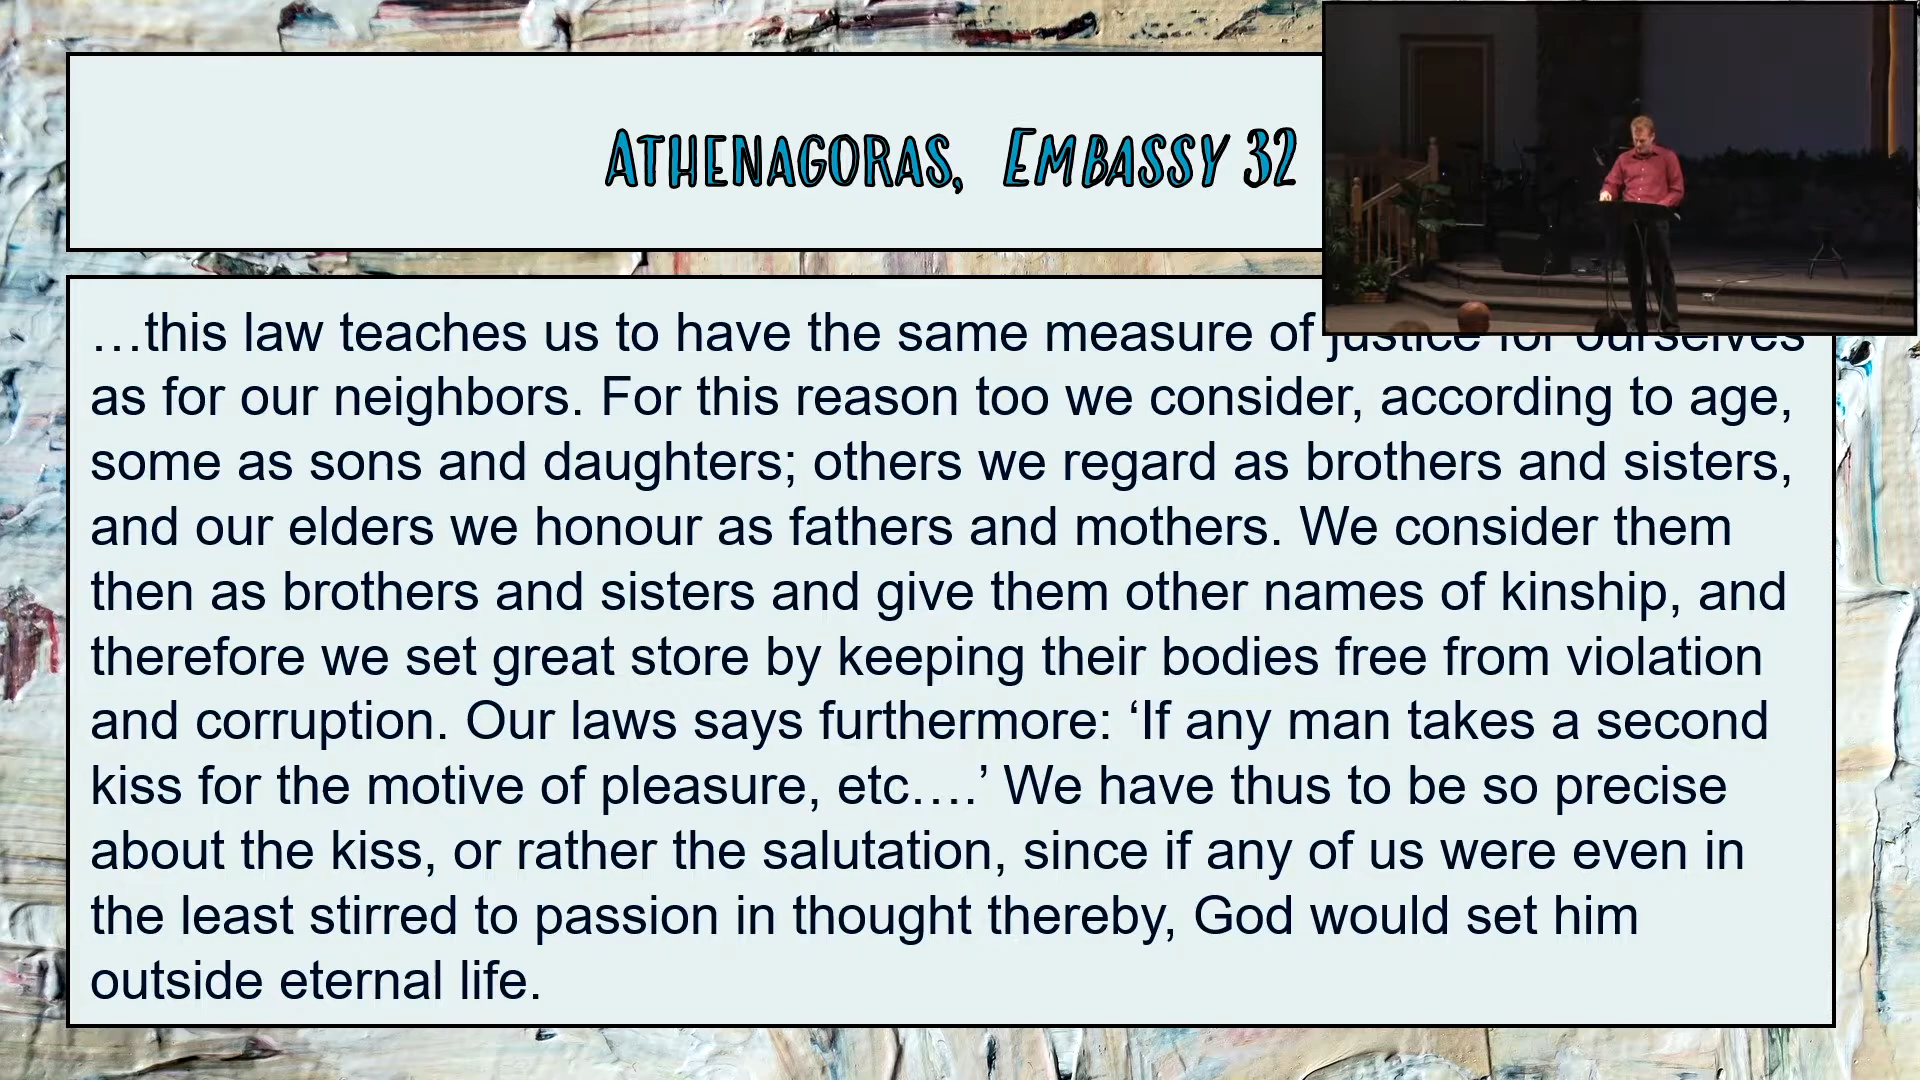 ATHENAGORAS, EMBASSY 32
…this law teaches us to have the same measure of justice for ourselves
as for our neighbors. For this reason too we consider, according to age,
some as sons and daughters; others we regard as brothers and sisters,
and our elders we honour as fathers and mothers. We consider them
then as brothers and sisters and give them other names of kinship, and
therefore we set great store by keeping their bodies free from violation
and corruption. Our laws says furthermore: ‘If any man takes a second
kiss for the motive of pleasure, etc….’ We have thus to be so precise
about the kiss, or rather the salutation, since if any of us were even in
the least stirred to passion in thought thereby, God would set him
outside eternal life.